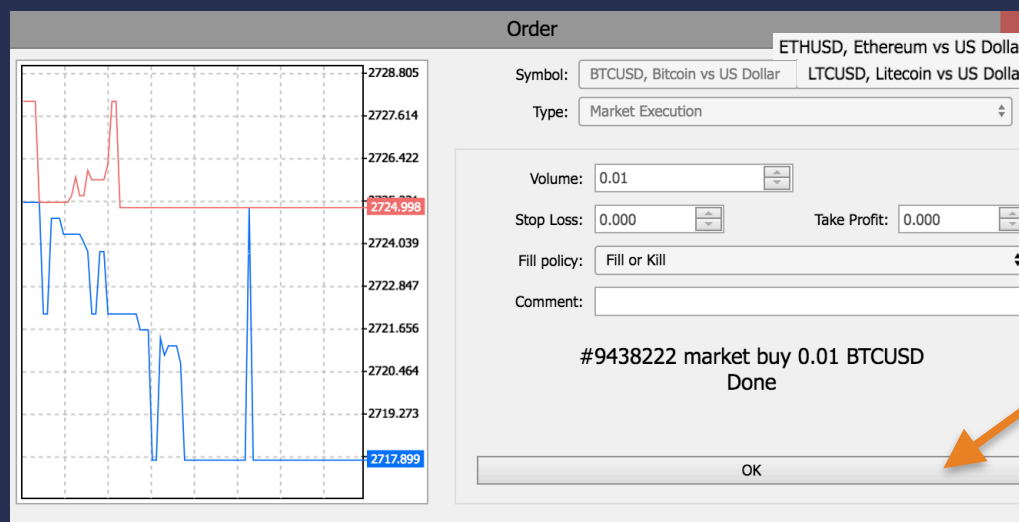 Order
ETHUSD, Ethereum vs US Dolla
Symbol: BTCUSD, Bitcoin vs US Dollar LTCUSD, Litecoin vs US Dolla
Type: Market Execution
Volume: 0.01
Stop Loss: 0.000 Take Profit: 0.000
Fill policy: Fill or Kill
Comment:
#9438222 market buy 0.01 BTCUSD
Done
OK
2728.805
2727.614
2726.422
2724.998
2724.039
2722.847
2721.656
2720.464
2719.273
2717.899